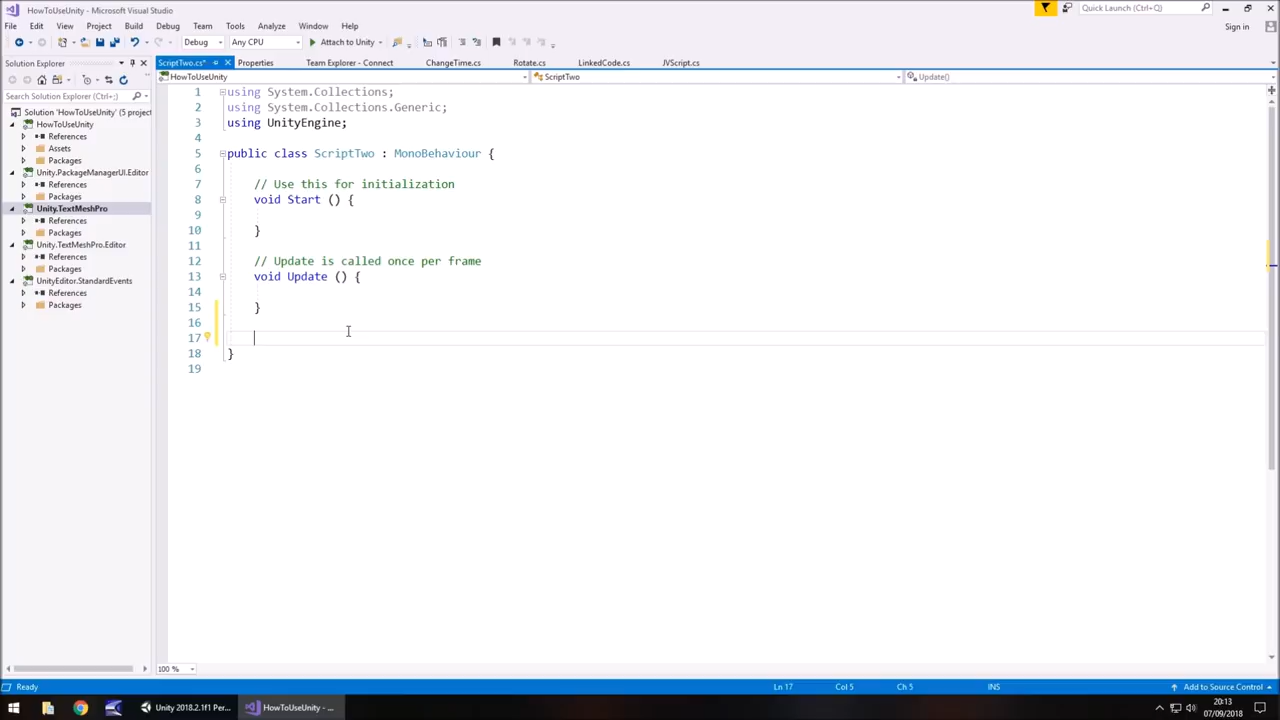 HowToUseUnity - Microsoft Visual Studio
Quick Launch (Ctrl+Q)
File Edit View Project Build Debug Team Tools Analyze Window Help
Sign in
Debug Any CPU Attach to Unity
Solution Explorer
ScriptTwo.cs* Properties Team Explorer - Connect ChangeTime.cs Rotate.cs LinkedCode.cs JVScript.cs
HowToUseUnity ScriptTwo Update()
Search Solution Explorer (Ctrl+;)
Solution 'HowToUseUnity' (5 project
HowToUseUnity
References
Assets
Packages
Unity.PackageManagerUI.Editor
References
Packages
Unity.TextMeshPro
References
Packages
Unity.TextMeshPro.Editor
References
Packages
UnityEditor.StandardEvents
References
Packages
1 using System.Collections;
2 using System.Collections.Generic;
3 using UnityEngine;
4
5 public class ScriptTwo : MonoBehaviour {
6
7 // Use this for initialization
8 void Start () {
9
10 }
11
12 // Update is called once per frame
13 void Update () {
14
15 }
16
17
18 }
19
100 %
Ready Ln 17 Col 5 Ch 5 INS Add to Source Control
Unity 2018.2.1f1 Per... HowToUseUnity - ... 20:13
07/09/2018